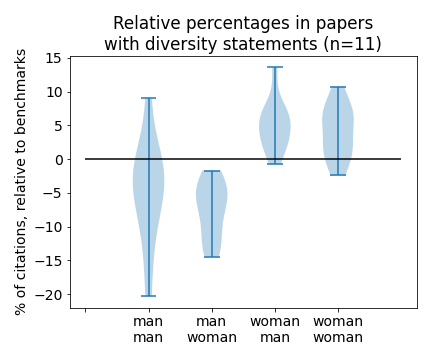 Relative percentages in papers
with diversity statements (n=11)
% of citations, relative to benchmarks
15
10
5
0
−5
−10
−15
−20
man man woman woman
man woman man woman